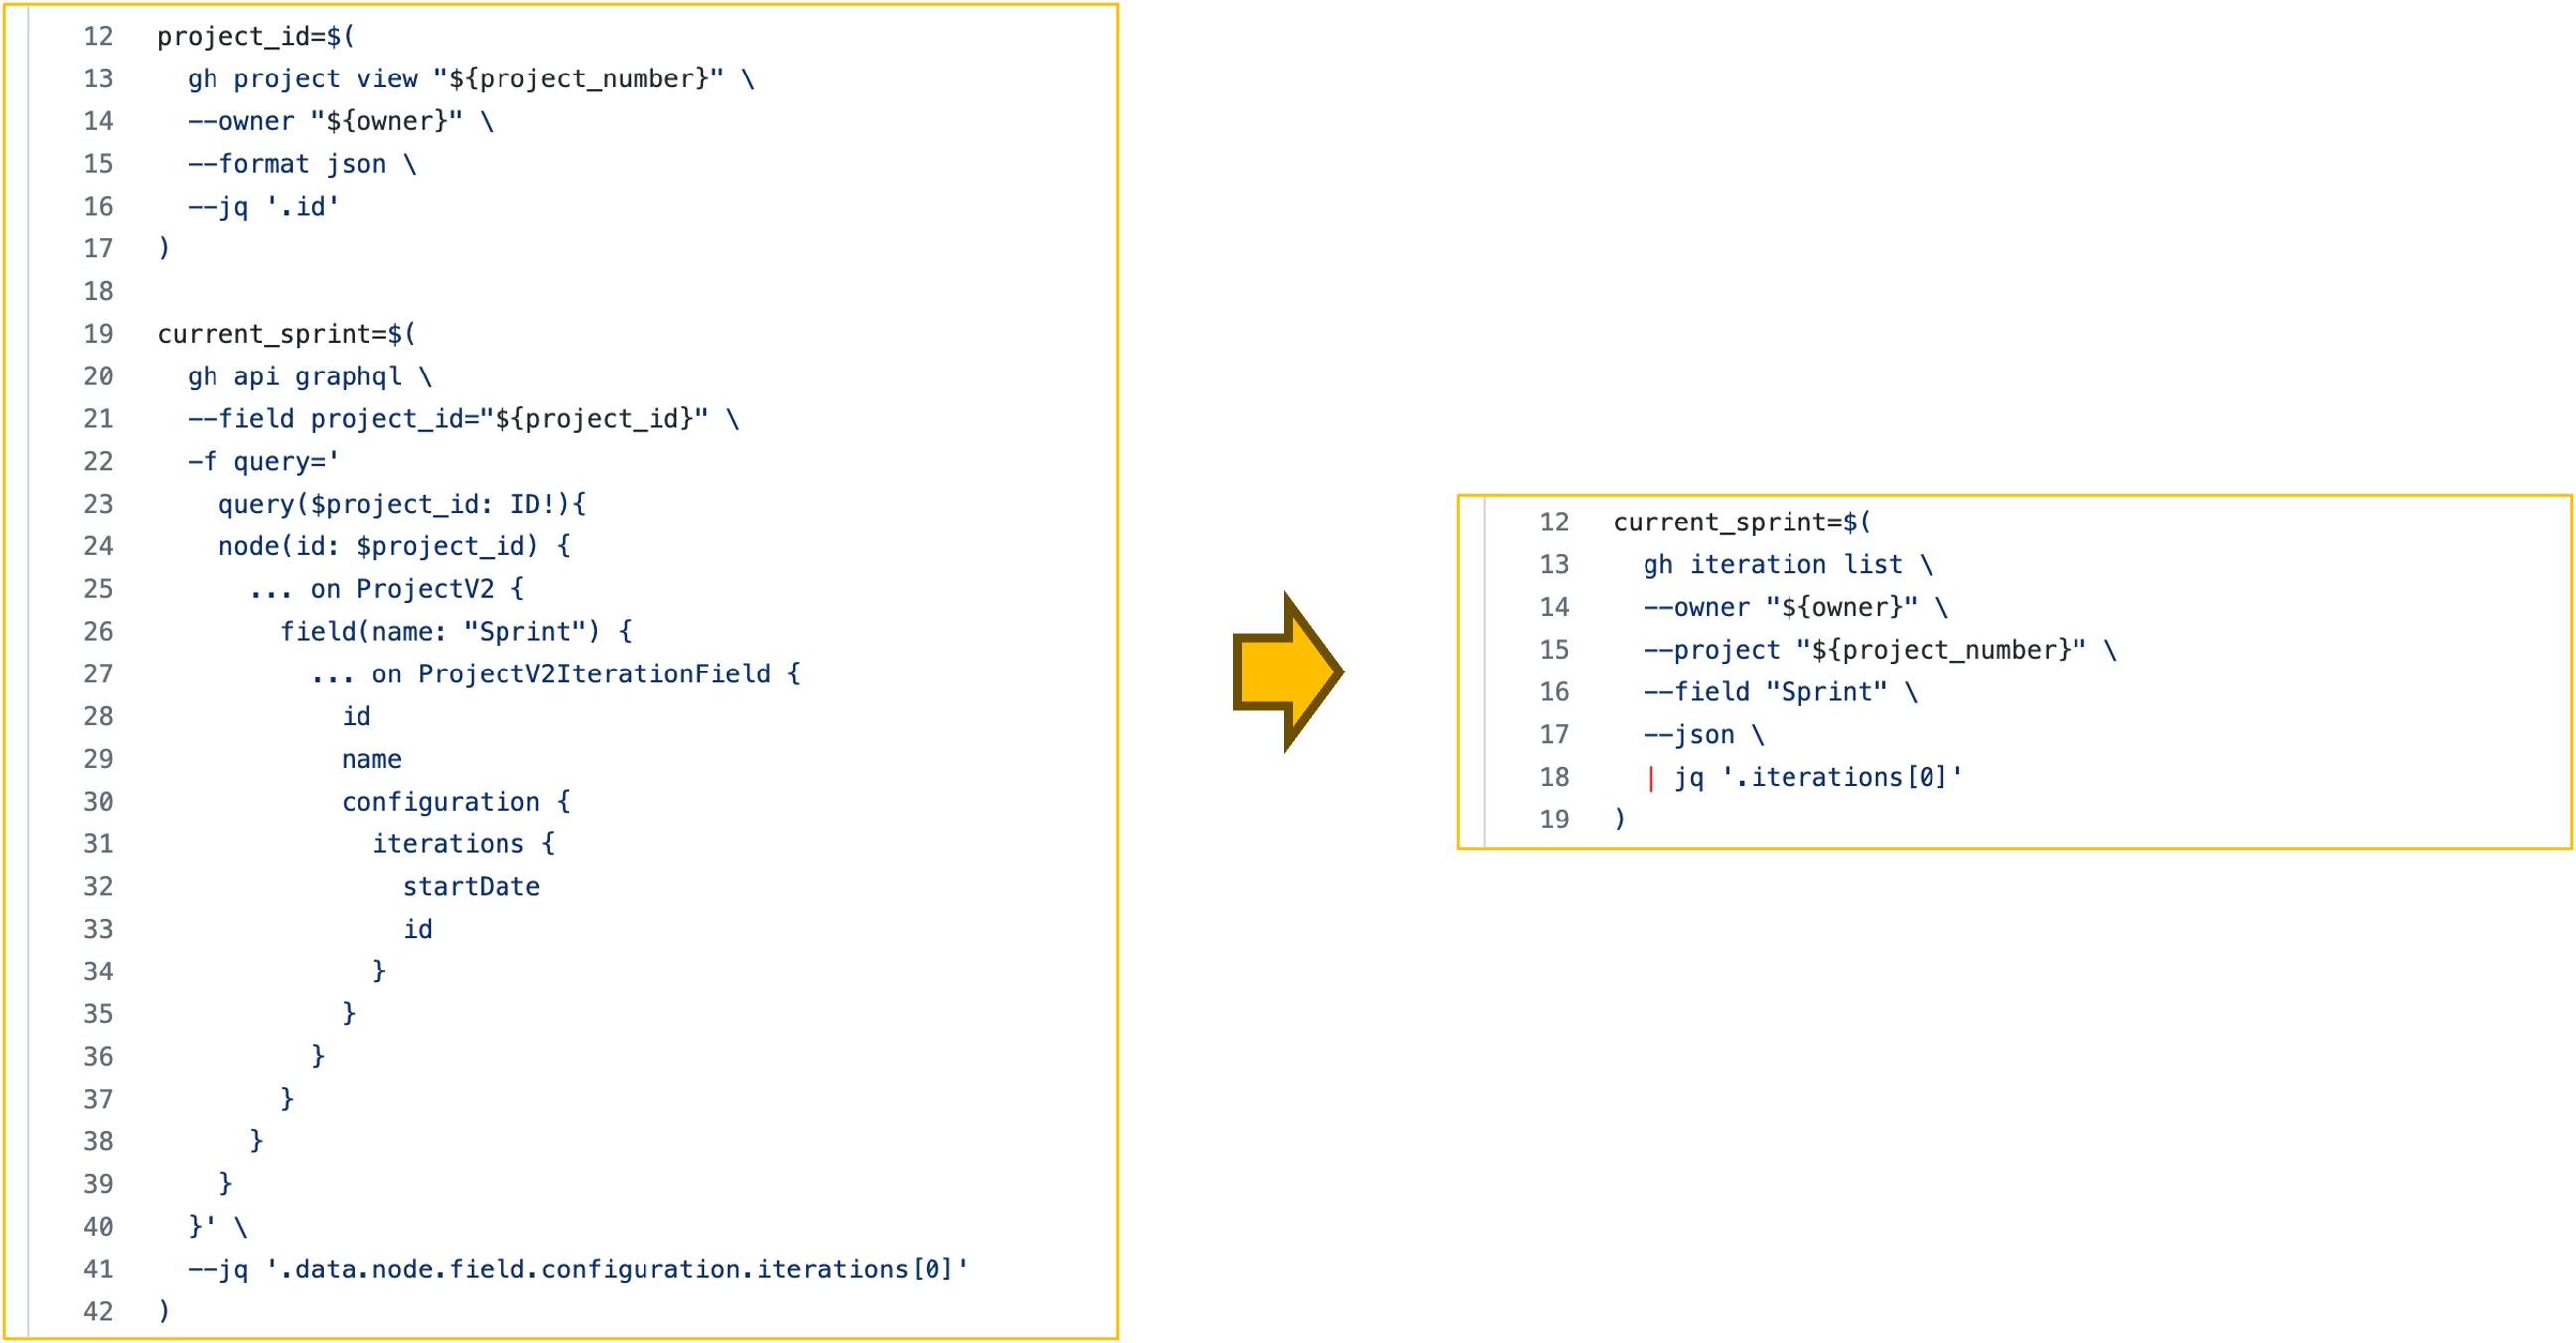 12 project_id=$(
13   gh project view "${project_number}" \
14   --owner "${owner}" \
15   --format json \
16   --jq '.id'
17 )
18
19 current_sprint=$(
20   gh api graphql \
21   --field project_id="${project_id}" \
22   -f query='
23     query($project_id: ID!){
24     node(id: $project_id) {
25       ... on ProjectV2 {
26         field(name: "Sprint") {
27           ... on ProjectV2IterationField {
28             id
29             name
30             configuration {
31               iterations {
32                 startDate
33                 id
34               }
35             }
36           }
37         }
38       }
39     }
40   }' \
41   --jq '.data.node.field.configuration.iterations[0]'
42 )
12 current_sprint=$(
13   gh iteration list \
14   --owner "${owner}" \
15   --project "${project_number}" \
16   --field "Sprint" \
17   --json \
18   | jq '.iterations[0]'
19 )